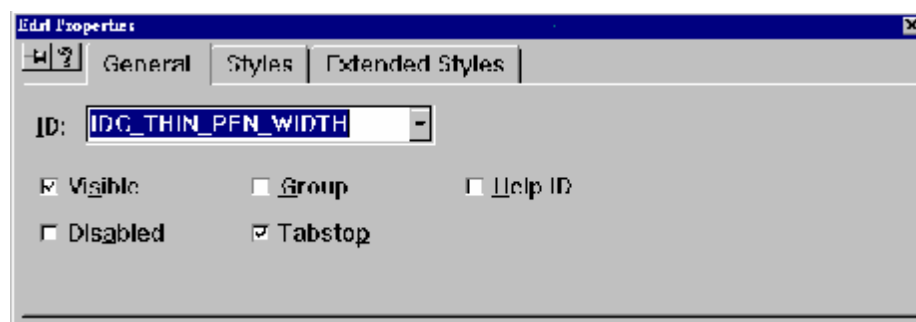 Edit Properties
General Styles Extended Styles
ID: IDC_THIN_PEN_WIDTH
Visible Group Help ID
Disabled Tabstop